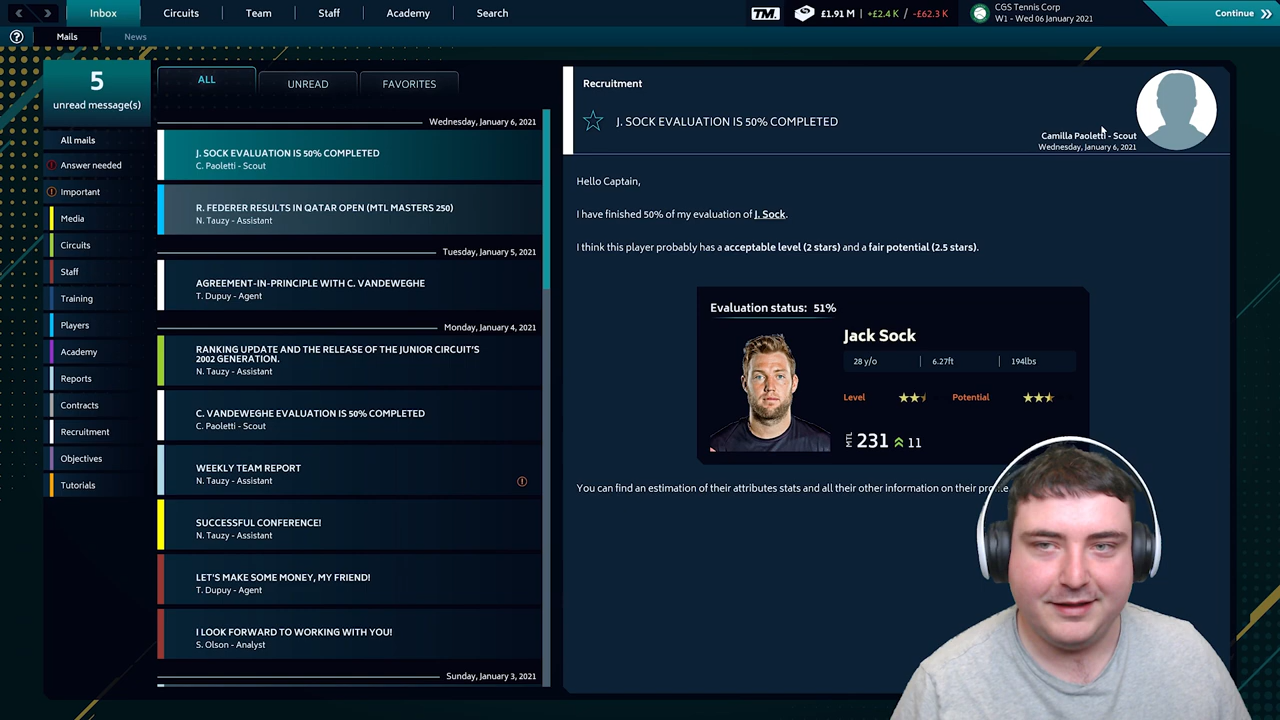 Inbox
Circuits
Team
Staff
Academy
Search
TM.
£1.91 M | +£2.4 K / -£62.3 K
CGS Tennis Corp
W1 - Wed 06 January 2021
Continue
Mails
News
5
unread message(s)
All mails
Answer needed
Important
Media
Circuits
Staff
Training
Players
Academy
Reports
Contracts
Recruitment
Objectives
Tutorials
ALL
UNREAD
FAVORITES
Wednesday, January 6, 2021
J. SOCK EVALUATION IS 50% COMPLETED
C. Paoletti - Scout
R. FEDERER RESULTS IN QATAR OPEN (MTL MASTERS 250)
N. Tauzy - Assistant
Tuesday, January 5, 2021
AGREEMENT-IN-PRINCIPLE WITH C. VANDEWEGHE
T. Dupuy - Agent
Monday, January 4, 2021
RANKING UPDATE AND THE RELEASE OF THE JUNIOR CIRCUIT'S
2002 GENERATION.
N. Tauzy - Assistant
C. VANDEWEGHE EVALUATION IS 50% COMPLETED
C. Paoletti - Scout
WEEKLY TEAM REPORT
N. Tauzy - Assistant
SUCCESSFUL CONFERENCE!
N. Tauzy - Assistant
LET'S MAKE SOME MONEY, MY FRIEND!
T. Dupuy - Agent
I LOOK FORWARD TO WORKING WITH YOU!
S. Olson - Analyst
Sunday, January 3, 2021
Recruitment
J. SOCK EVALUATION IS 50% COMPLETED
Camilla Paoletti - Scout
Wednesday, January 6, 2021
Hello Captain,
I have finished 50% of my evaluation of J. Sock.
I think this player probably has a acceptable level (2 stars) and a fair potential (2.5 stars).
Evaluation status: 51%
Jack Sock
28 y/o
6.27ft
194lbs
Level
Potential
MTL 231 11
You can find an estimation of their attributes stats and all their other information on their profile